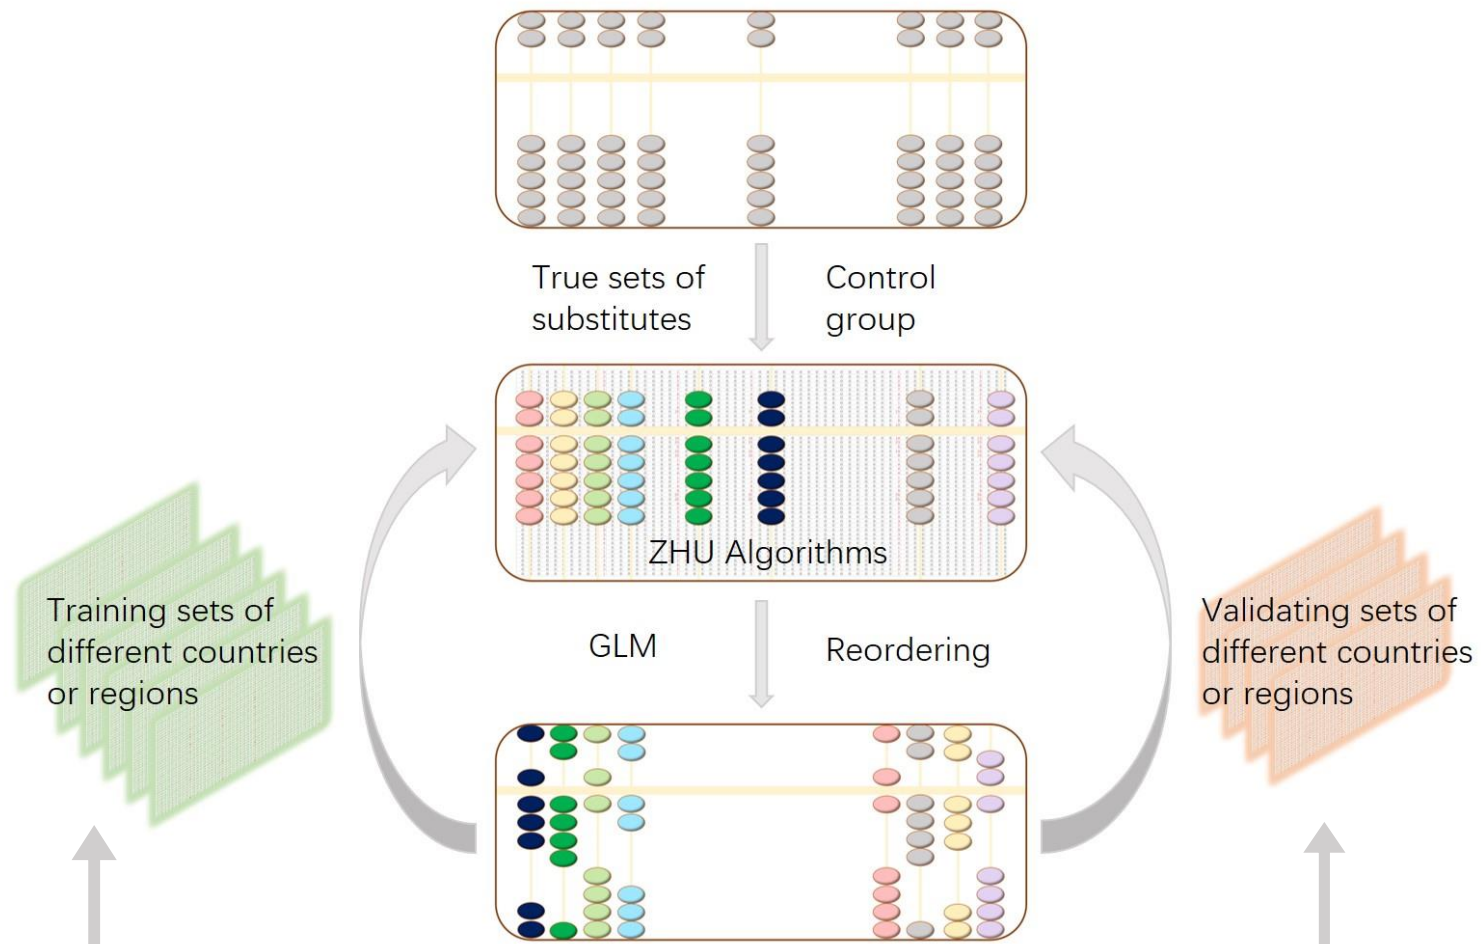 True sets of
substitutes
Control
group
ZHU Algorithms
Training sets of
different countries
or regions
GLM
Reordering
Validating sets of
different countries
or regions